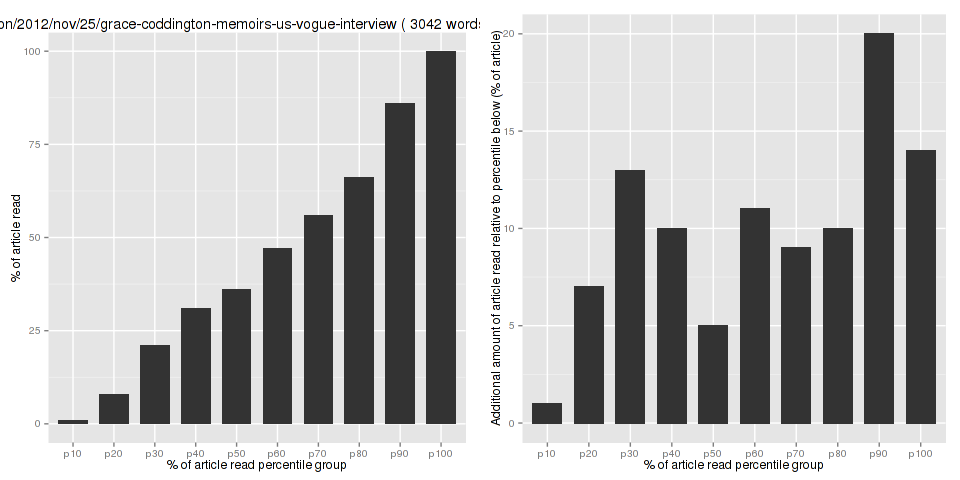 on/2012/nov/25/grace-coddington-memoirs-us-vogue-interview ( 3042 words
% of article read
100
75
50
25
0
p10 p20 p30 p40 p50 p60 p70 p80 p90 p100
% of article read percentile group
Additional amount of article read relative to percentile below (% of article)
20
15
10
5
0
p10 p20 p30 p40 p50 p60 p70 p80 p90 p100
% of article read percentile group